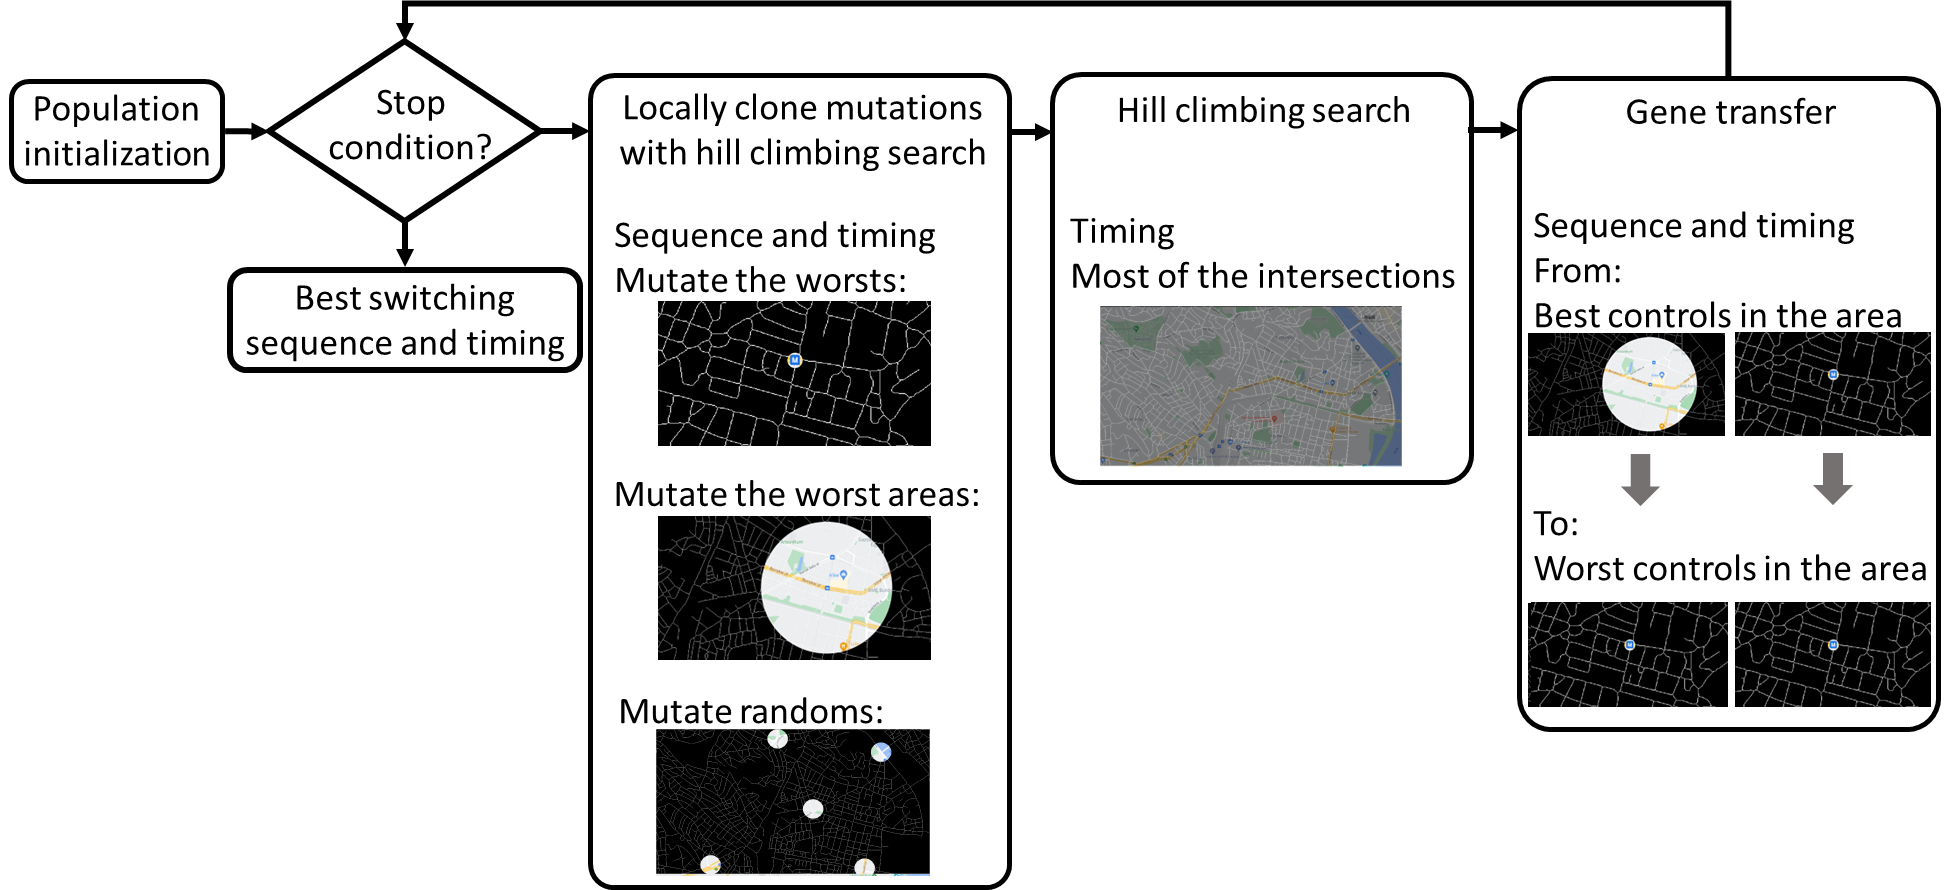 Population
initialization
Stop
condition?
Best switching
sequence and timing
Locally clone mutations
with hill climbing search
Sequence and timing
Mutate the worsts:
Mutate the worst areas:
Mutate randoms:
Hill climbing search
Timing
Most of the intersections
Gene transfer
Sequence and timing
From:
Best controls in the area
To:
Worst controls in the area